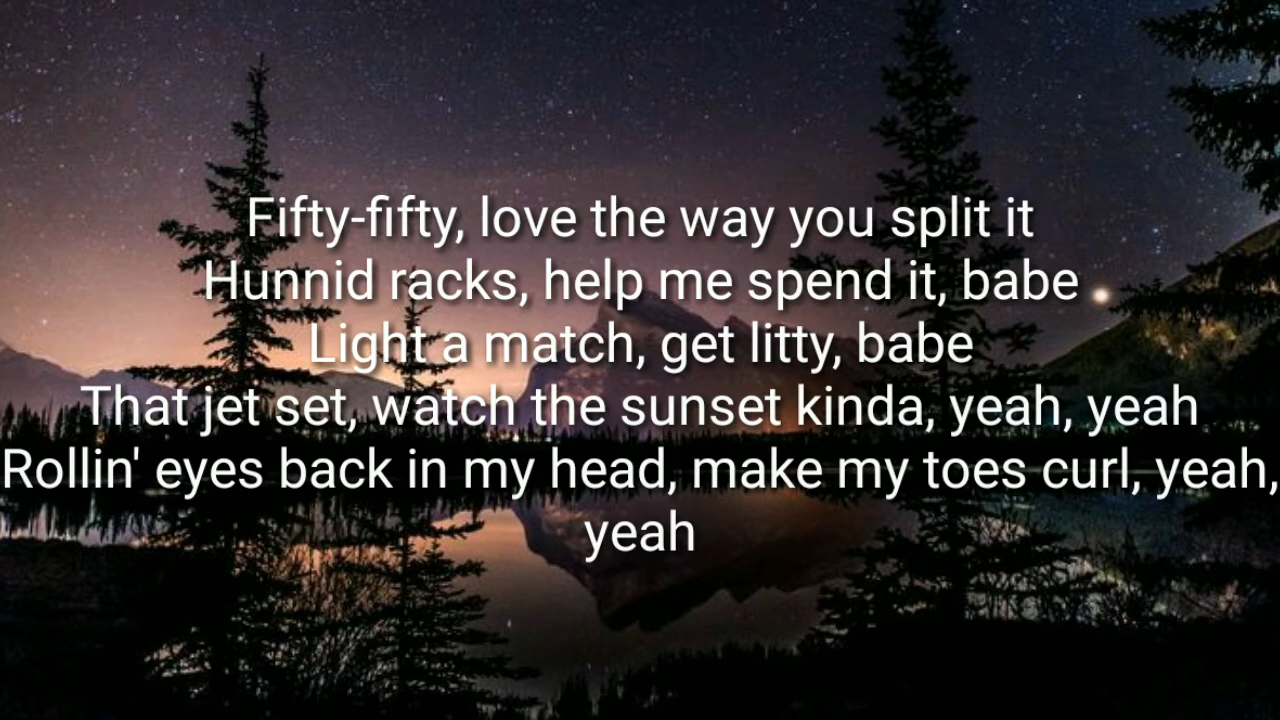 Fifty-fifty, love the way you split it
Hunnid racks, help me spend it, babe
Light a match, get litty, babe
That jet set, watch the sunset kinda, yeah, yeah
Rollin' eyes back in my head, make my toes curl, yeah,
yeah